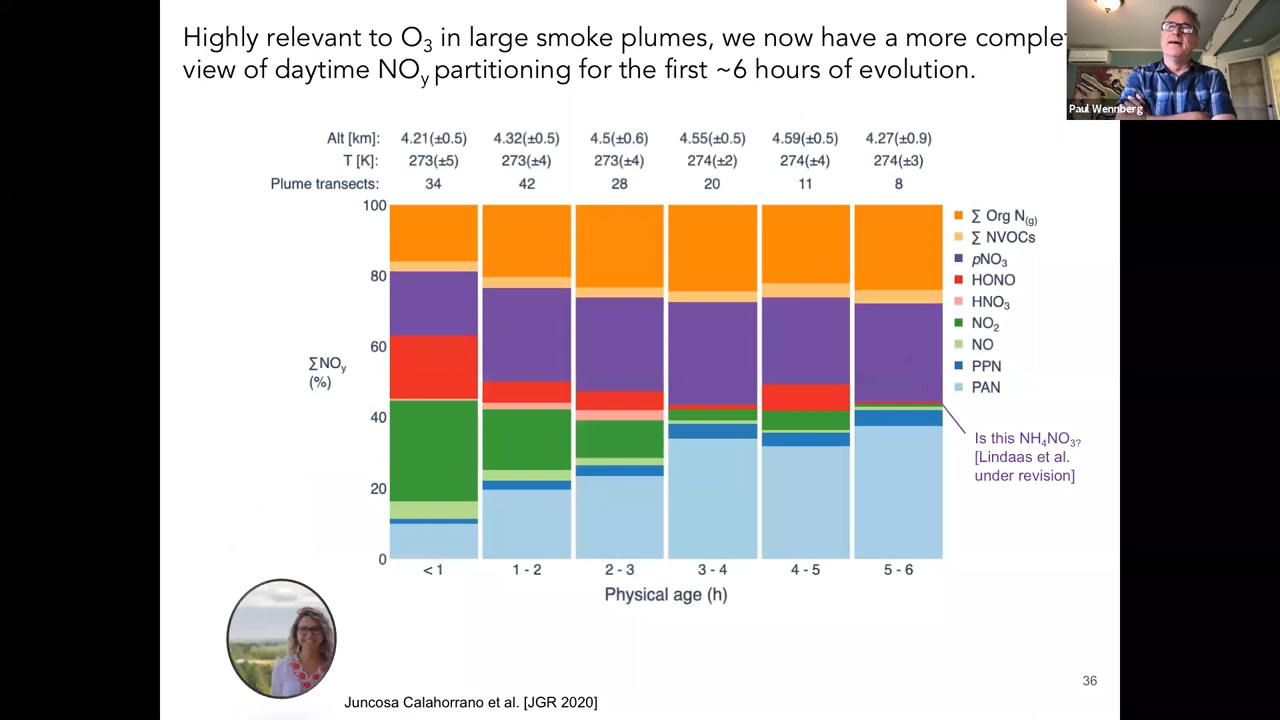 Highly relevant to O3 in large smoke plumes, we now have a more complet
view of daytime NOy partitioning for the first ~6 hours of evolution.
Paul Wennberg
Alt [km]: 4.21(±0.5) 4.32(±0.5) 4.5(±0.6) 4.55(±0.5) 4.59(±0.5) 4.27(±0.9)
T [K]: 273(±5) 273(±4) 273(±4) 274(±2) 274(±4) 274(±3)
Plume transects: 34 42 28 20 11 8
100
80
60
40
20
0
ΣNOy
(%)
∑ Org N(g)
∑ NVOCs
pNO3
HONO
HNO3
NO2
NO
PPN
PAN
Is this NH4NO3?
[Lindaas et al.
under revision]
< 1 1 - 2 2 - 3 3 - 4 4 - 5 5 - 6
Physical age (h)
36
Juncosa Calahorrano et al. [JGR 2020]